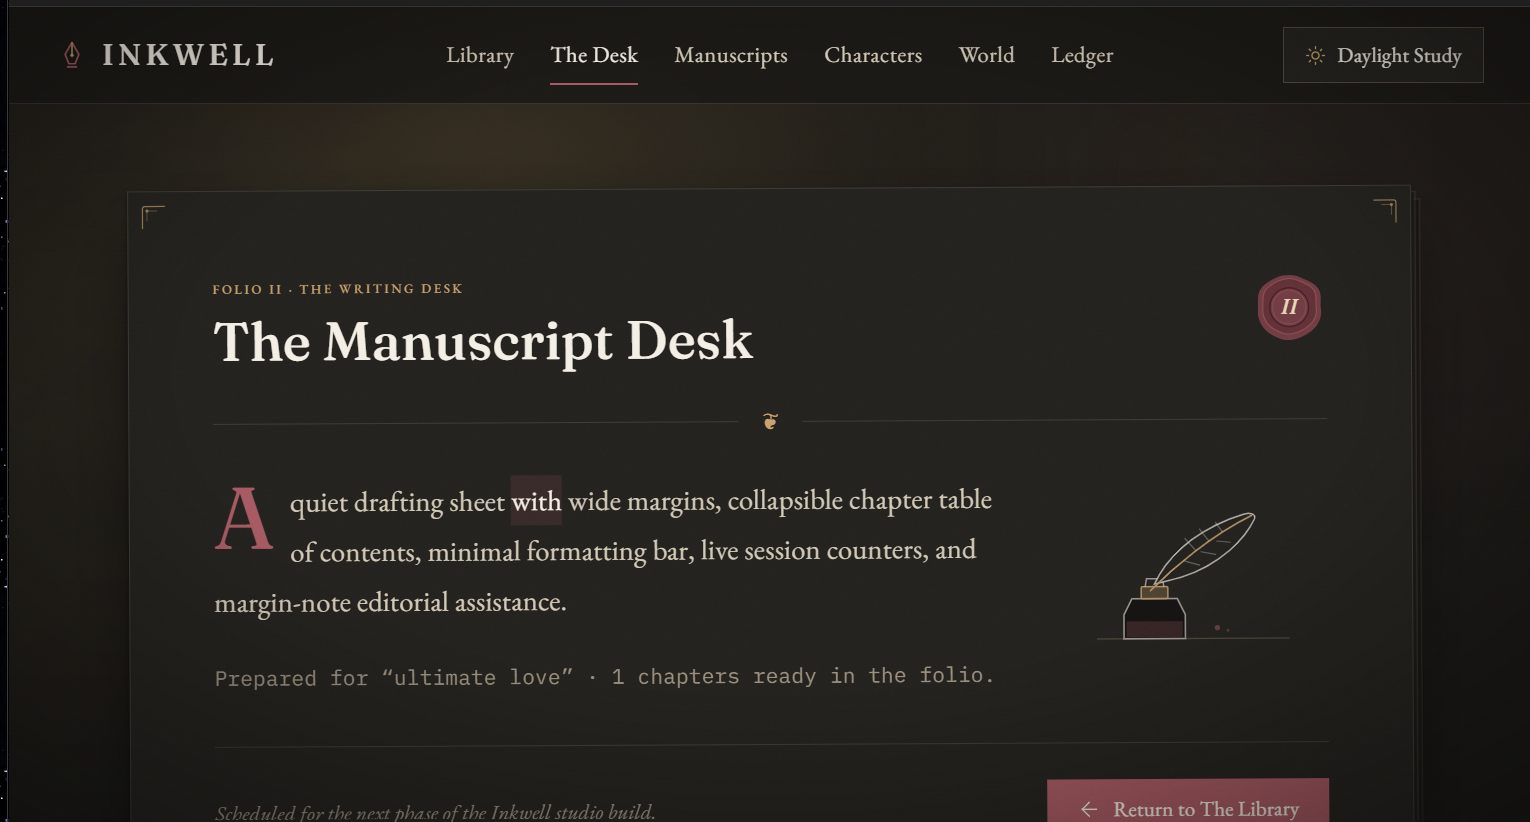 INKWELL
Library The Desk Manuscripts Characters World Ledger
Daylight Study
FOLIO II · THE WRITING DESK
II
The Manuscript Desk
A quiet drafting sheet with wide margins, collapsible chapter table
of contents, minimal formatting bar, live session counters, and
margin-note editorial assistance.
Prepared for “ultimate love” · 1 chapters ready in the folio.
Scheduled for the next phase of the Inkwell studio build.
← Return to The Library